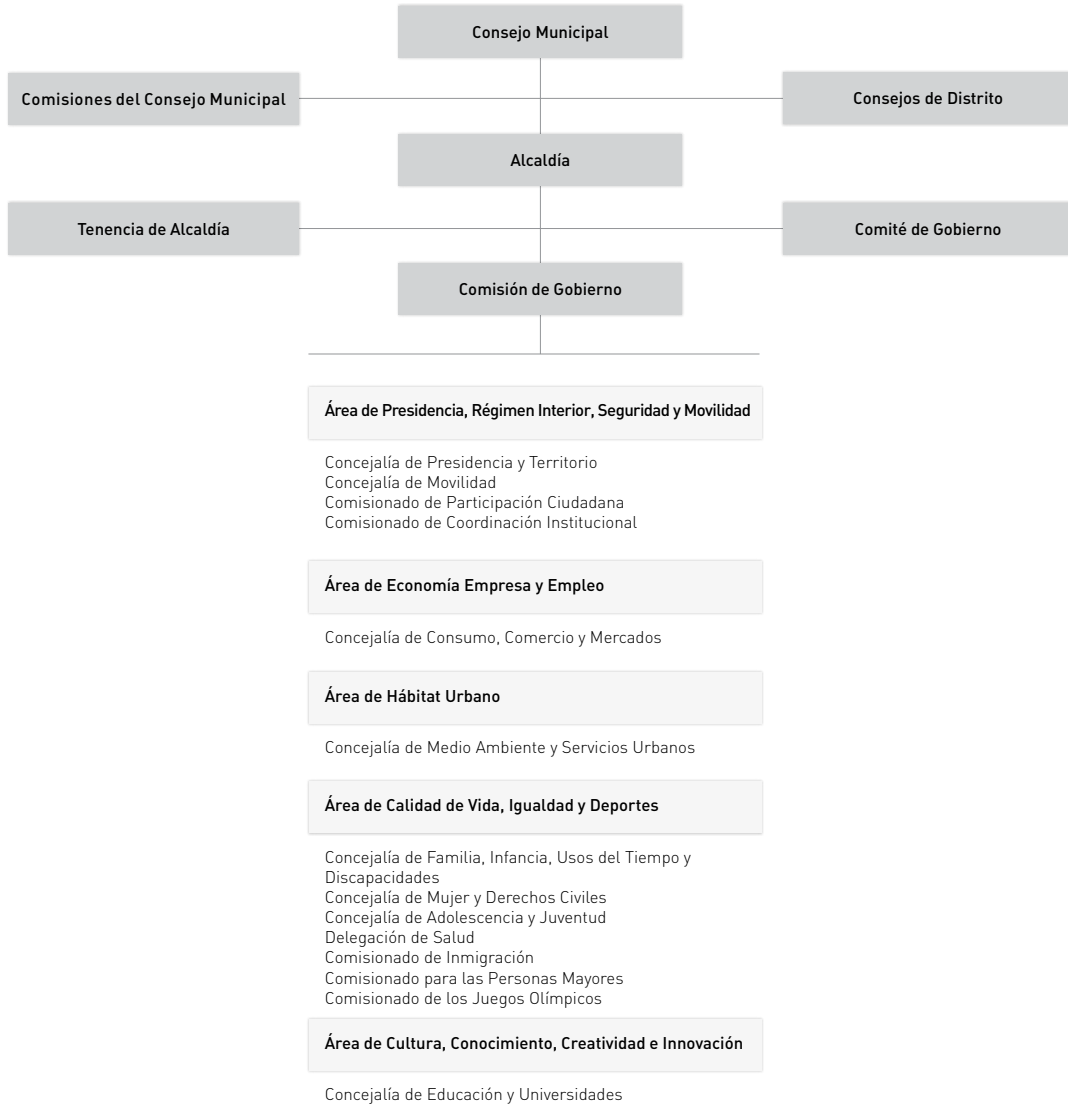 Consejo Municipal
Comisiones del Consejo Municipal
Consejos de Distrito
Alcaldía
Tenencia de Alcaldía
Comité de Gobierno
Comisión de Gobierno
Área de Presidencia, Régimen Interior, Seguridad y Movilidad
Concejalía de Presidencia y Territorio
Concejalía de Movilidad
Comisionado de Participación Ciudadana
Comisionado de Coordinación Institucional
Área de Economía Empresa y Empleo
Concejalía de Consumo, Comercio y Mercados
Área de Hábitat Urbano
Concejalía de Medio Ambiente y Servicios Urbanos
Área de Calidad de Vida, Igualdad y Deportes
Concejalía de Familia, Infancia, Usos del Tiempo y
Discapacidades
Concejalía de Mujer y Derechos Civiles
Concejalía de Adolescencia y Juventud
Delegación de Salud
Comisionado de Inmigración
Comisionado para las Personas Mayores
Comisionado de los Juegos Olímpicos
Área de Cultura, Conocimiento, Creatividad e Innovación
Concejalía de Educación y Universidades